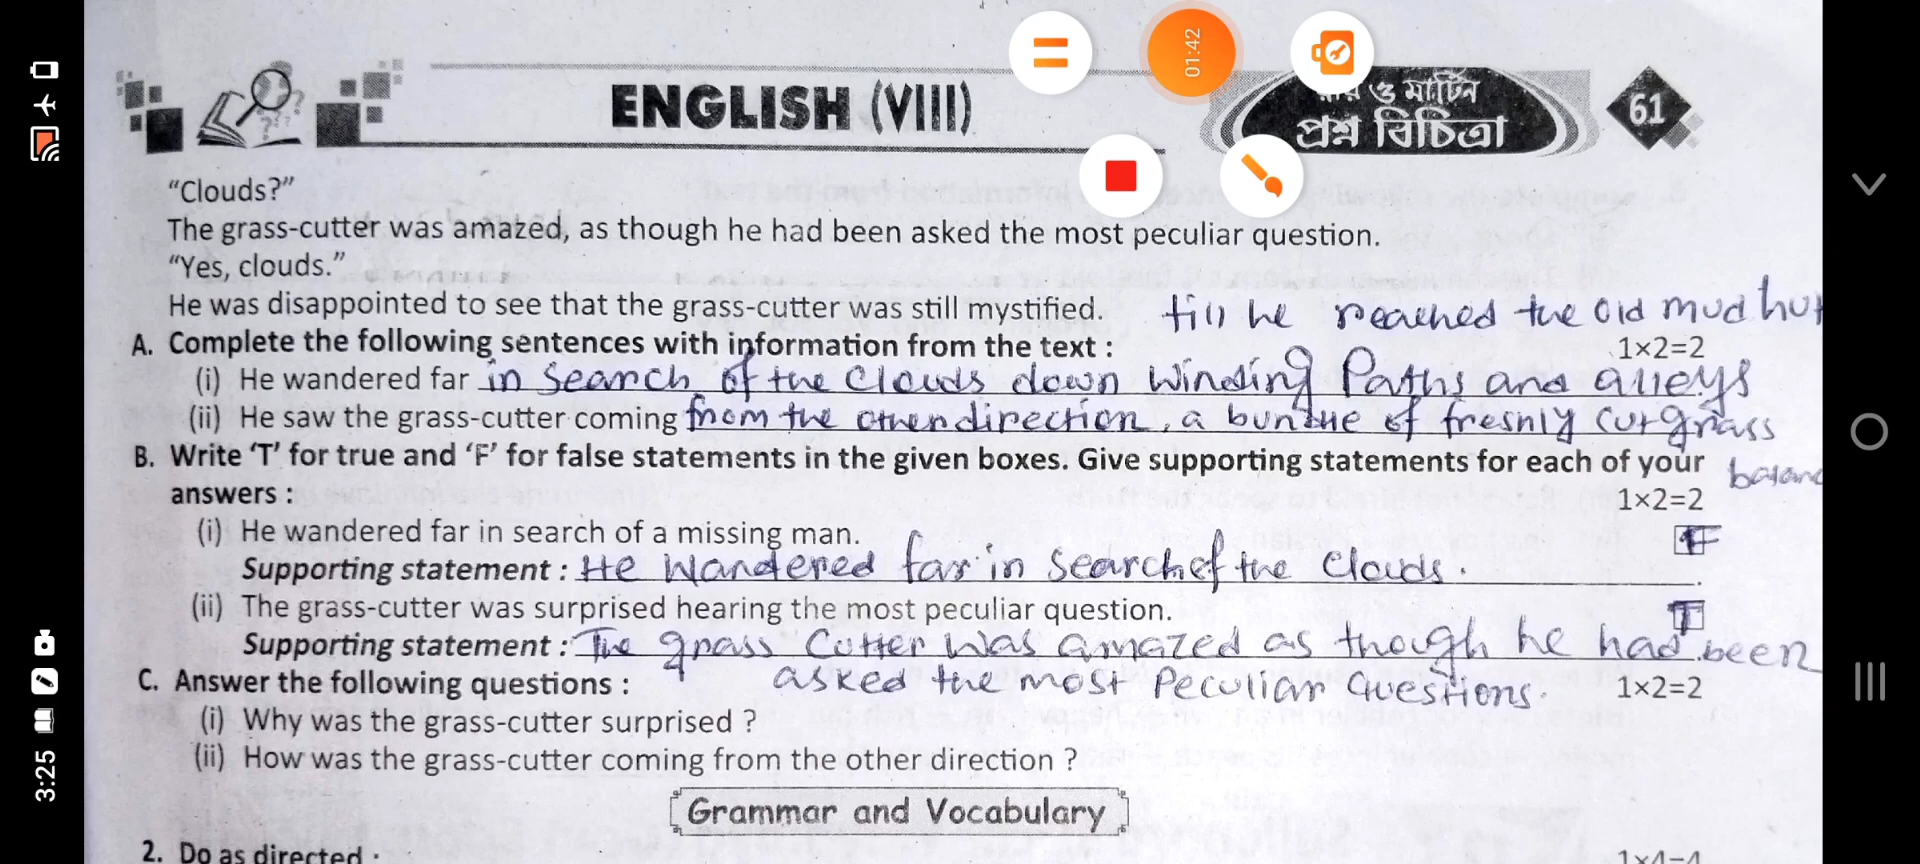 01:42
ENGLISH (VIII)
ও মার্টিন
প্রশ্ন বিচিত্রা
61
“Clouds?”
The grass-cutter was amazed, as though he had been asked the most peculiar question.
“Yes, clouds.”
He was disappointed to see that the grass-cutter was still mystified. till he reached the old mud hut
A. Complete the following sentences with information from the text : 1×2=2
(i) He wandered far in search of the clouds down winding Paths and alleys
(ii) He saw the grass-cutter coming from the other direction, a bundle of freshly cut grass
B. Write ‘T’ for true and ‘F’ for false statements in the given boxes. Give supporting statements for each of your balanc
answers : 1×2=2
(i) He wandered far in search of a missing man. F
Supporting statement : He wandered far in search of the clouds.
(ii) The grass-cutter was surprised hearing the most peculiar question. T
Supporting statement : The grass cutter was amazed as though he had been
asked the most Peculiar Questions.
C. Answer the following questions : 1×2=2
(i) Why was the grass-cutter surprised ?
(ii) How was the grass-cutter coming from the other direction ?
Grammar and Vocabulary
2. Do as directed :
3:25